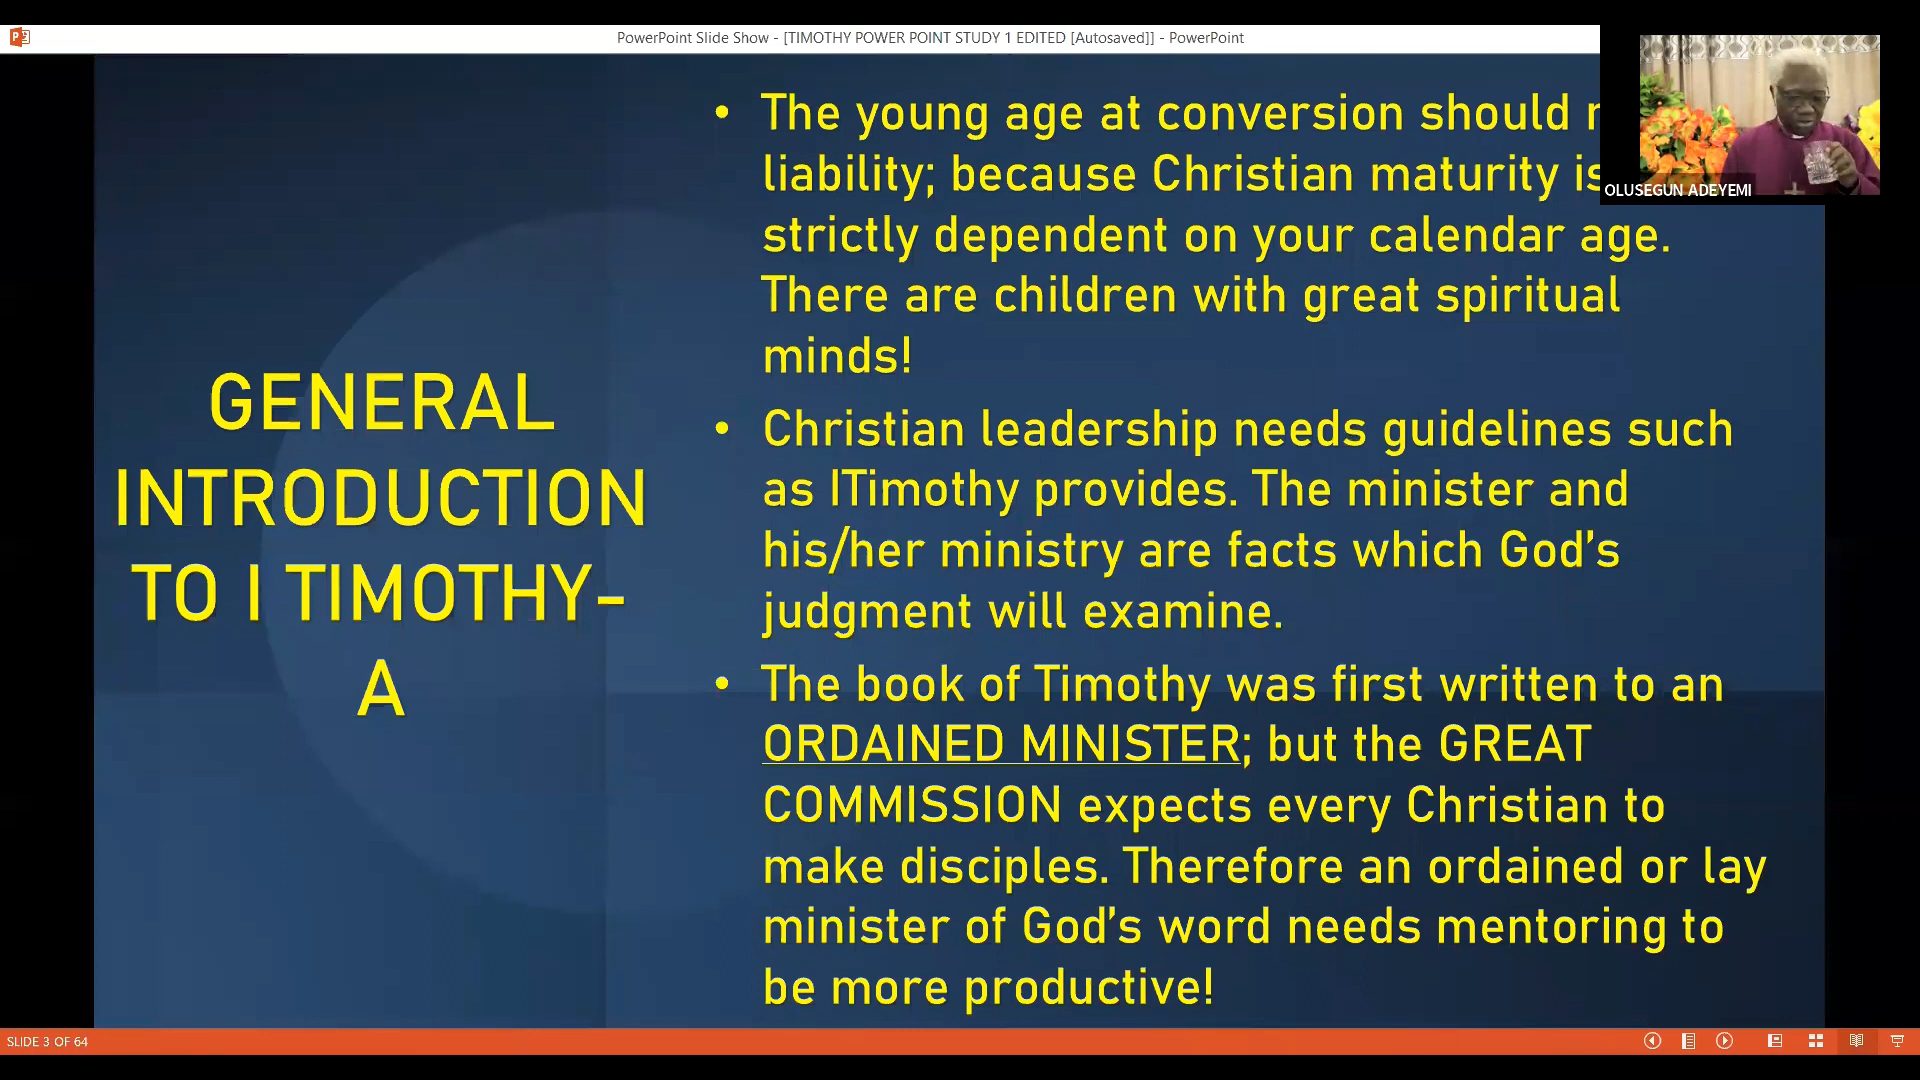 PowerPoint Slide Show - [TIMOTHY POWER POINT STUDY 1 EDITED [Autosaved]] - PowerPoint
OLUSEGUN ADEYEMI
GENERAL
INTRODUCTION
TO I TIMOTHY-
A
• The young age at conversion should
liability; because Christian maturity is
strictly dependent on your calendar age.
There are children with great spiritual
minds!
• Christian leadership needs guidelines such
as ITimothy provides. The minister and
his/her ministry are facts which God’s
judgment will examine.
• The book of Timothy was first written to an
ORDAINED MINISTER; but the GREAT
COMMISSION expects every Christian to
make disciples. Therefore an ordained or lay
minister of God’s word needs mentoring to
be more productive!
SLIDE 3 OF 64